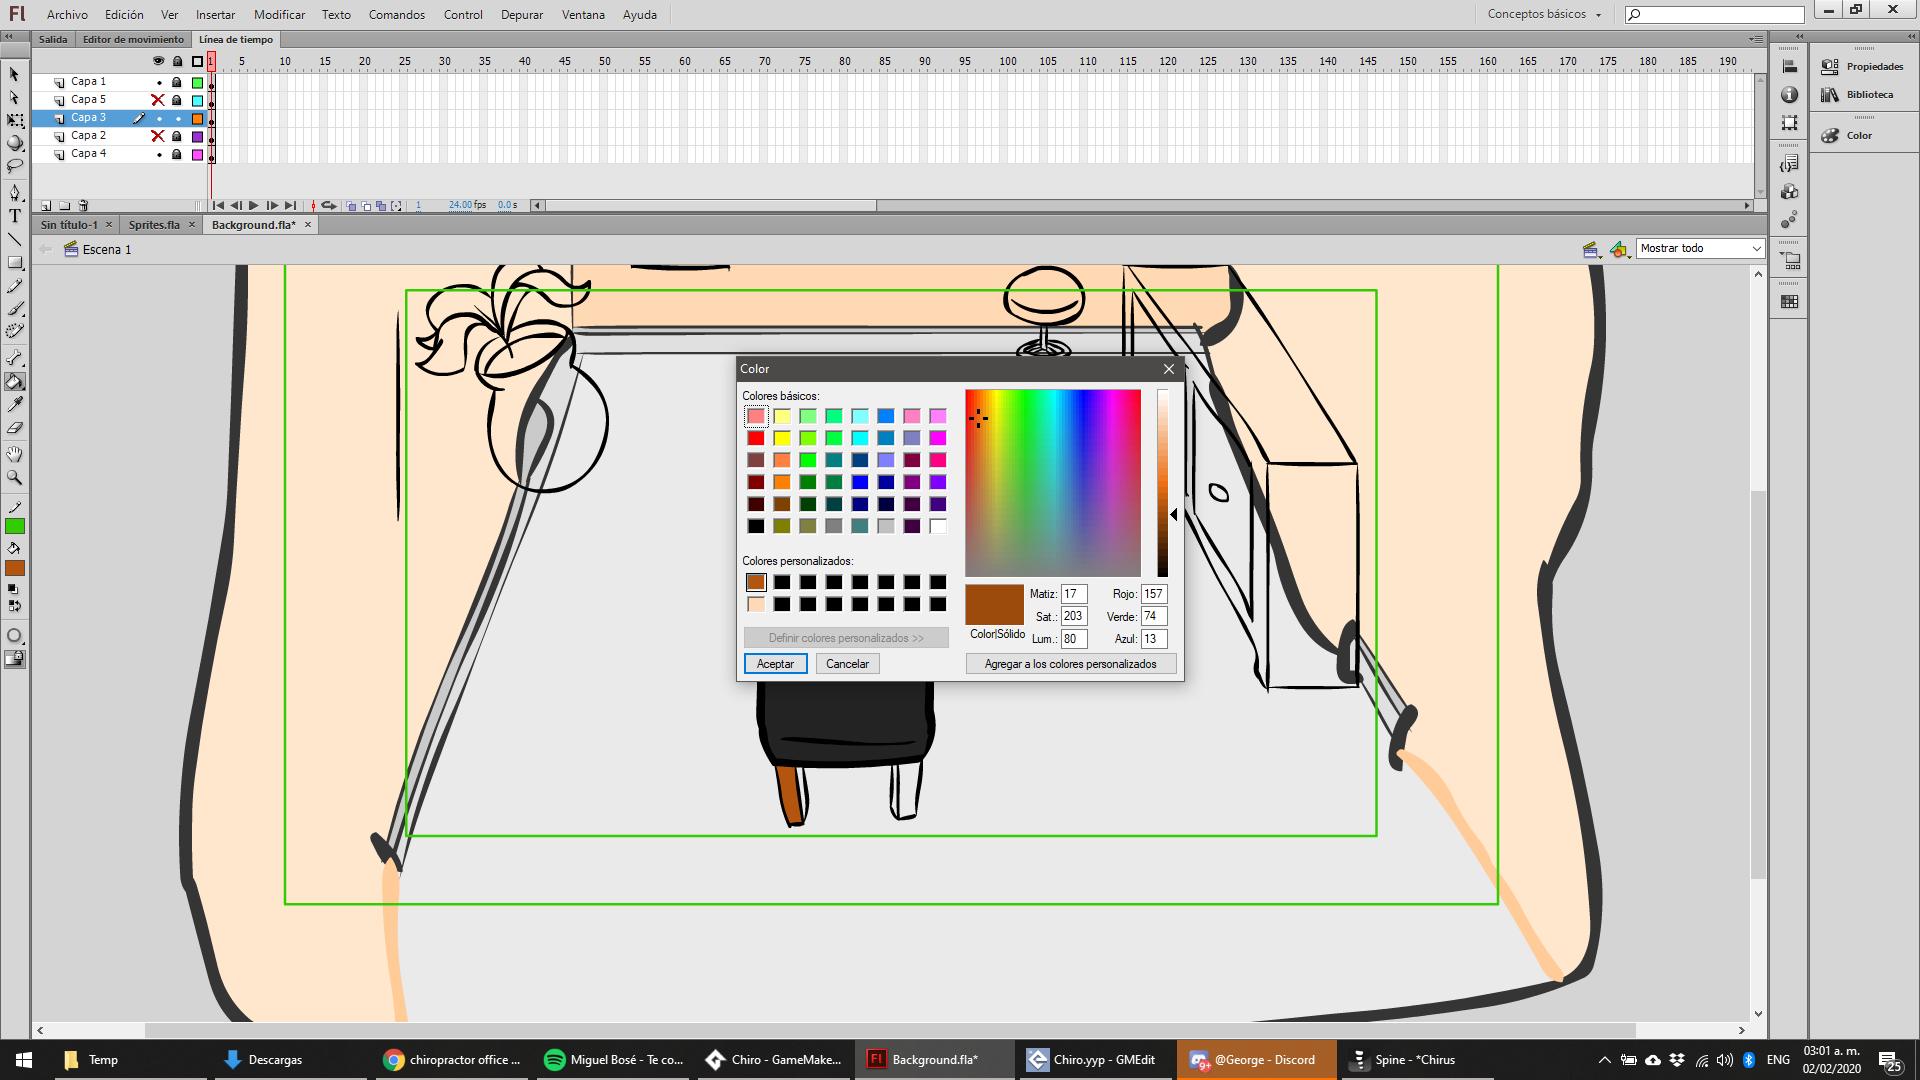 Fl Archivo Edición Ver Insertar Modificar Texto Comandos Control Depurar Ventana Ayuda Conceptos básicos
Salida Editor de movimiento Línea de tiempo
1 5 10 15 20 25 30 35 40 45 50 55 60 65 70 75 80 85 90 95 100 105 110 115 120 125 130 135 140 145 150 155 160 165 170 175 180 185 190
Capa 1
Capa 5
Capa 3
Capa 2
Capa 4
1 24.00 fps 0.0 s
Sin título-1 Sprites.fla Background.fla*
Escena 1 Mostrar todo
Propiedades
Biblioteca
Color
Color
Colores básicos:
Colores personalizados:
Definir colores personalizados >>
Aceptar Cancelar
Color|Sólido
Matiz: 17 Rojo: 157
Sat.: 203 Verde: 74
Lum.: 80 Azul: 13
Agregar a los colores personalizados
Temp Descargas chiropractor office ... Miguel Bosé - Te co... Chiro - GameMake... Fl Background.fla* Chiro.yyp - GMEdit 9+ @George - Discord Spine - *Chirus ENG 03:01 a. m.
02/02/2020 25